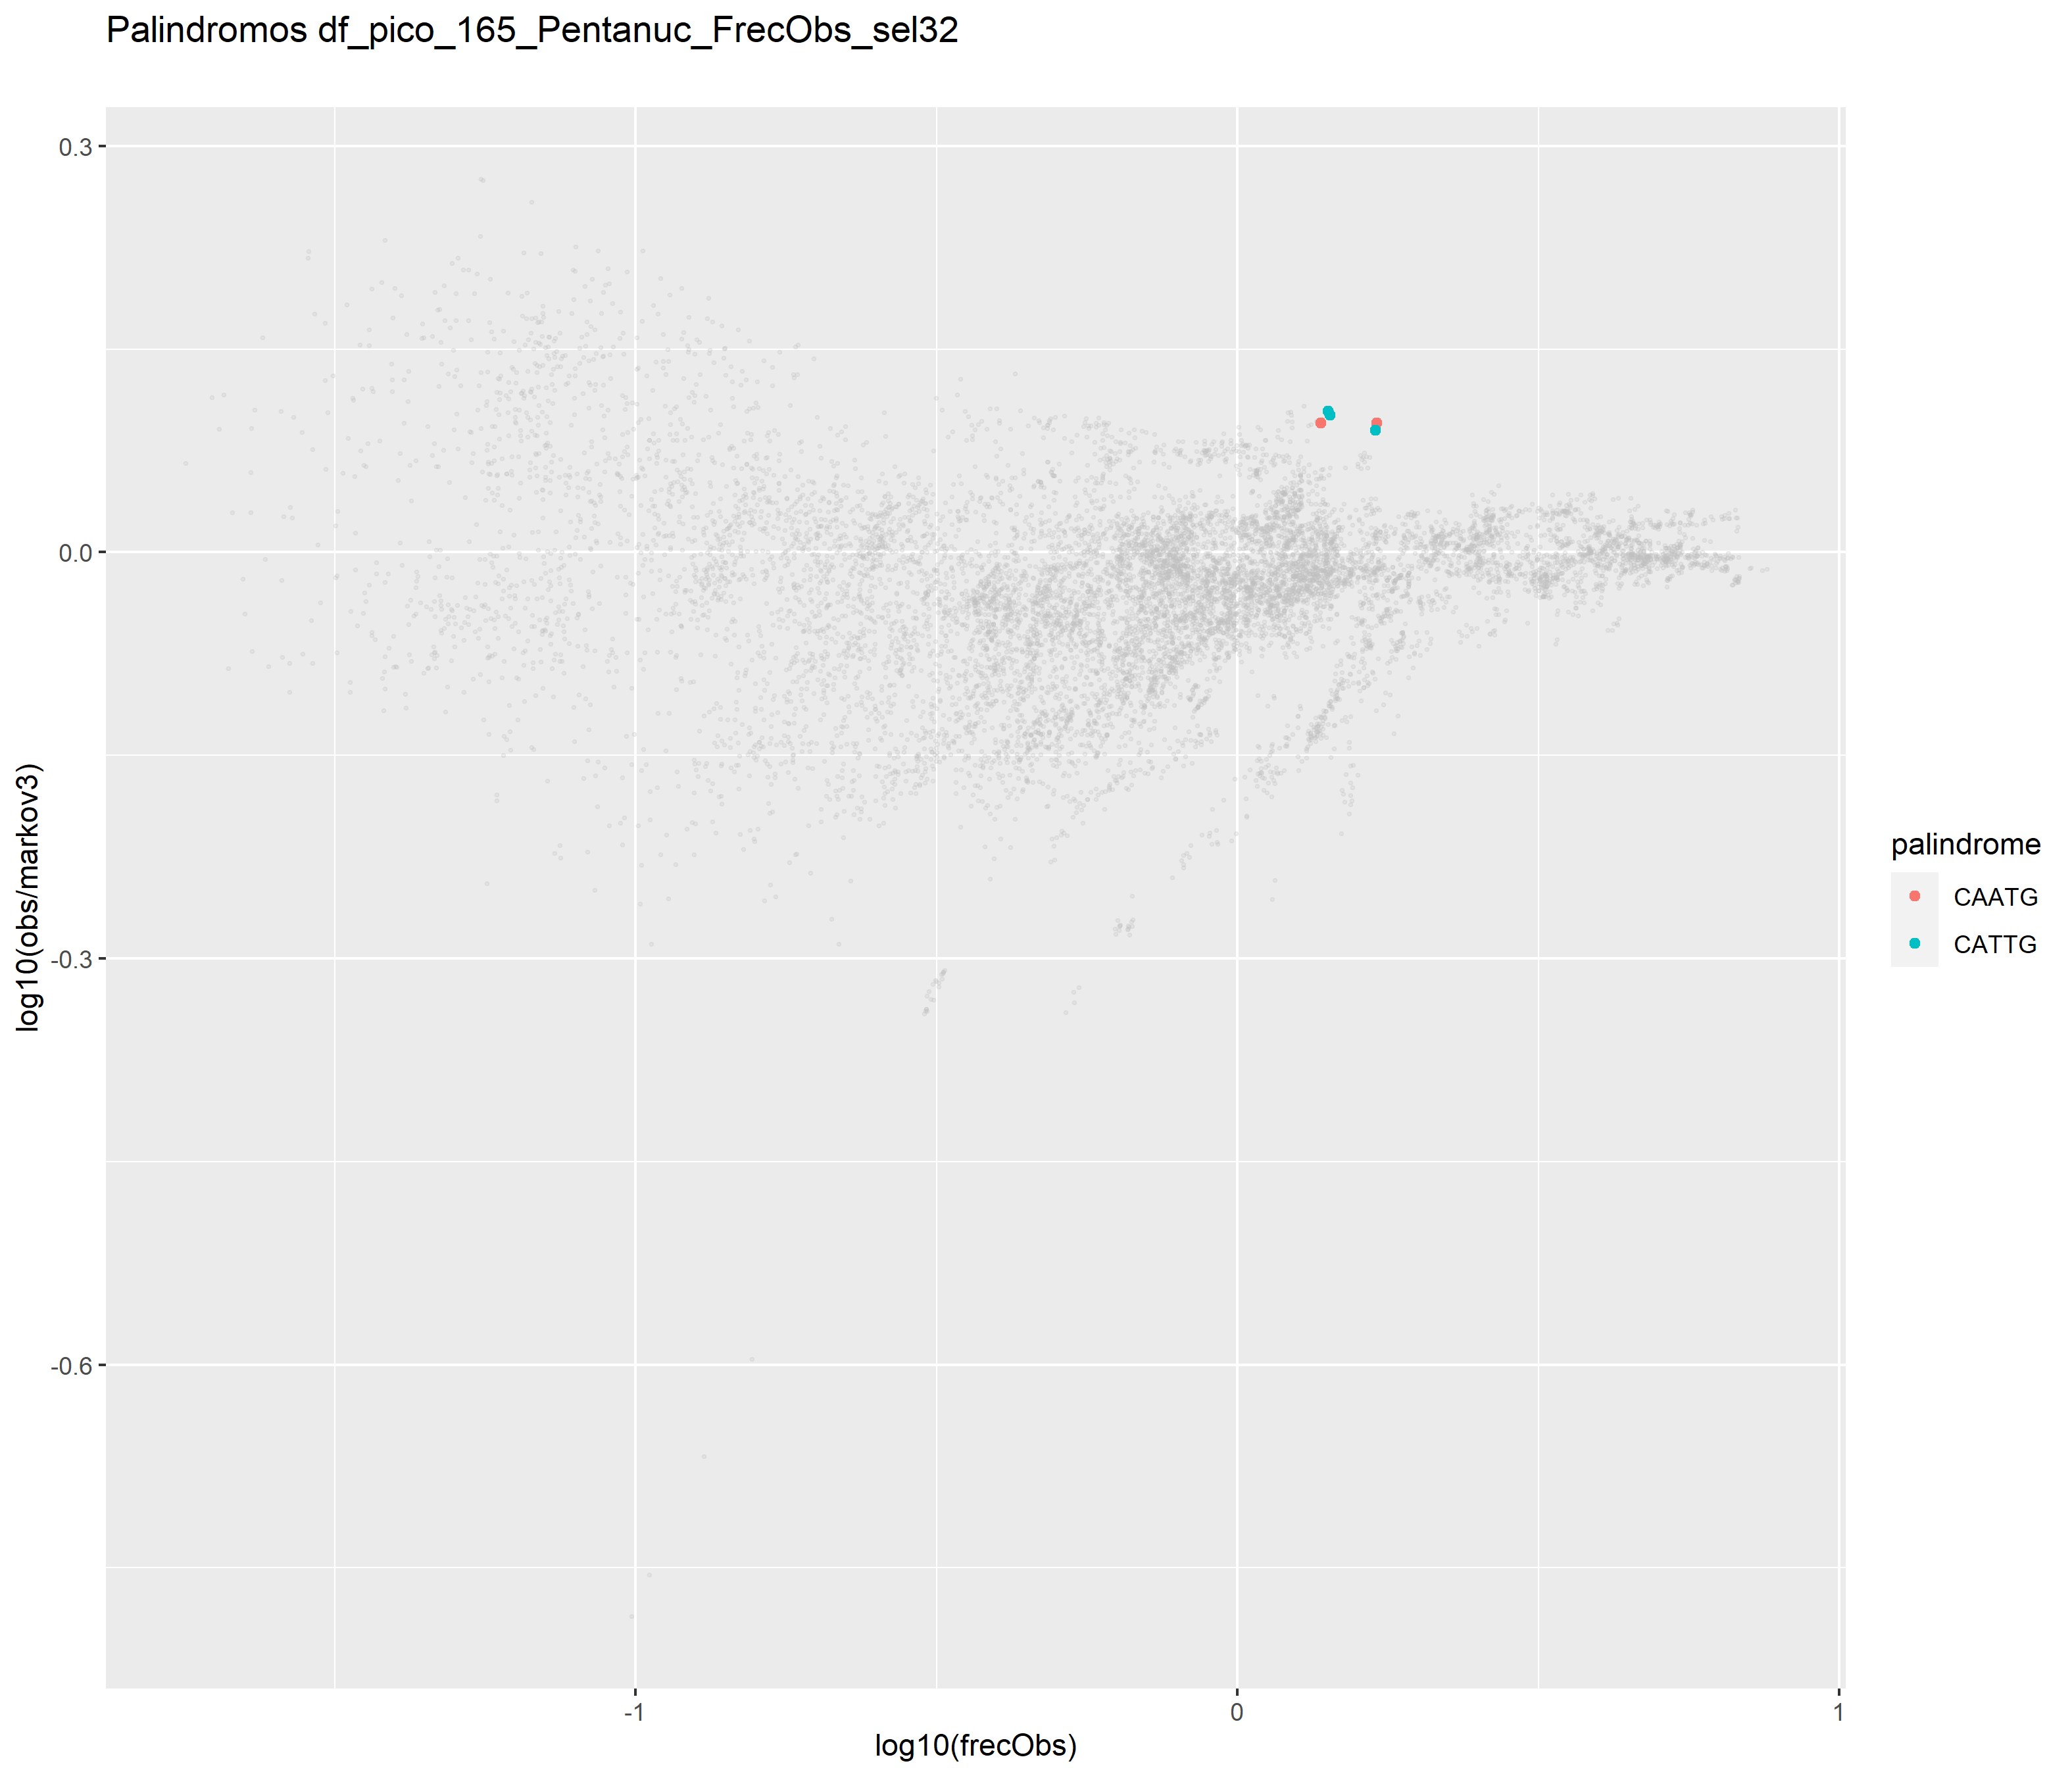 Palindromos df_pico_165_Pentanuc_FrecObs_sel32
0.3
0.0
-0.3
-0.6
log10(obs/markov3)
-1
0
1
log10(frecObs)
palindrome
CAATG
CATTG